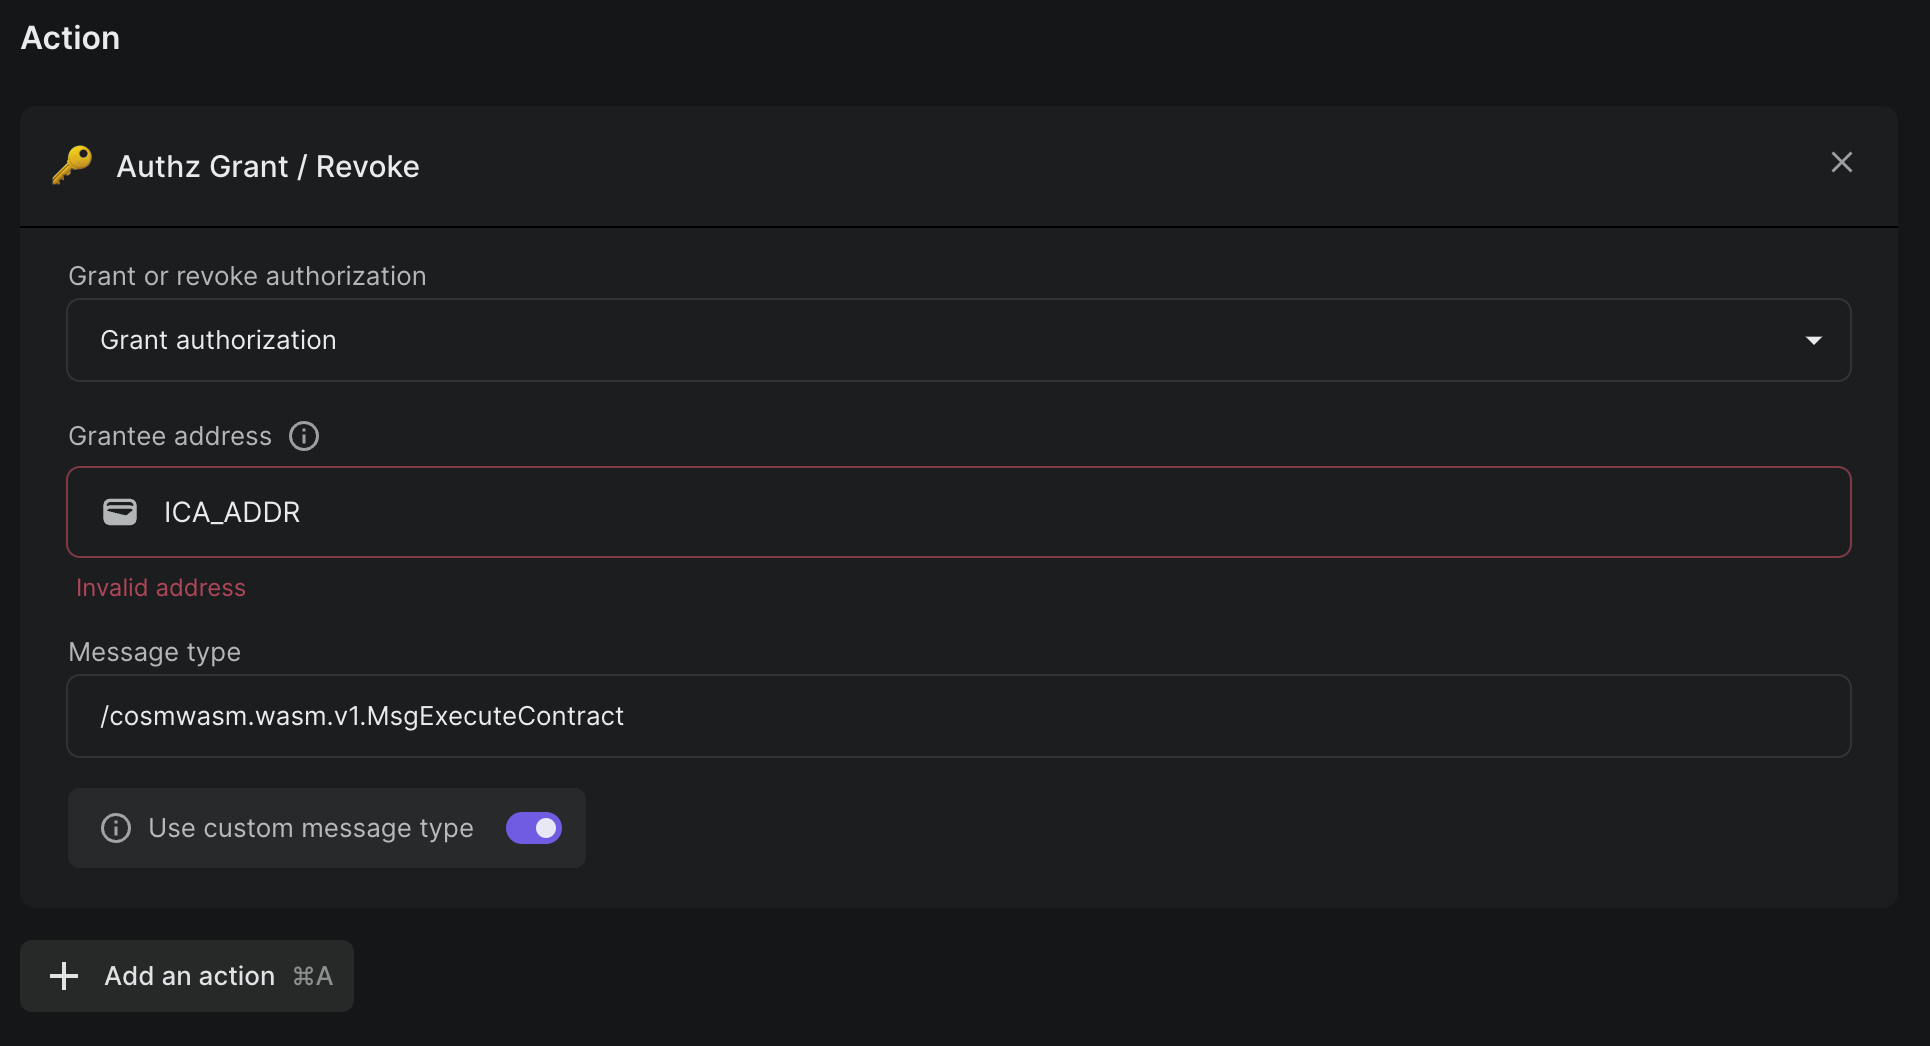 Action
Authz Grant / Revoke
Grant or revoke authorization
Grant authorization
Grantee address
ICA_ADDR
Invalid address
Message type
/cosmwasm.wasm.v1.MsgExecuteContract
Use custom message type
Add an action ⌘A